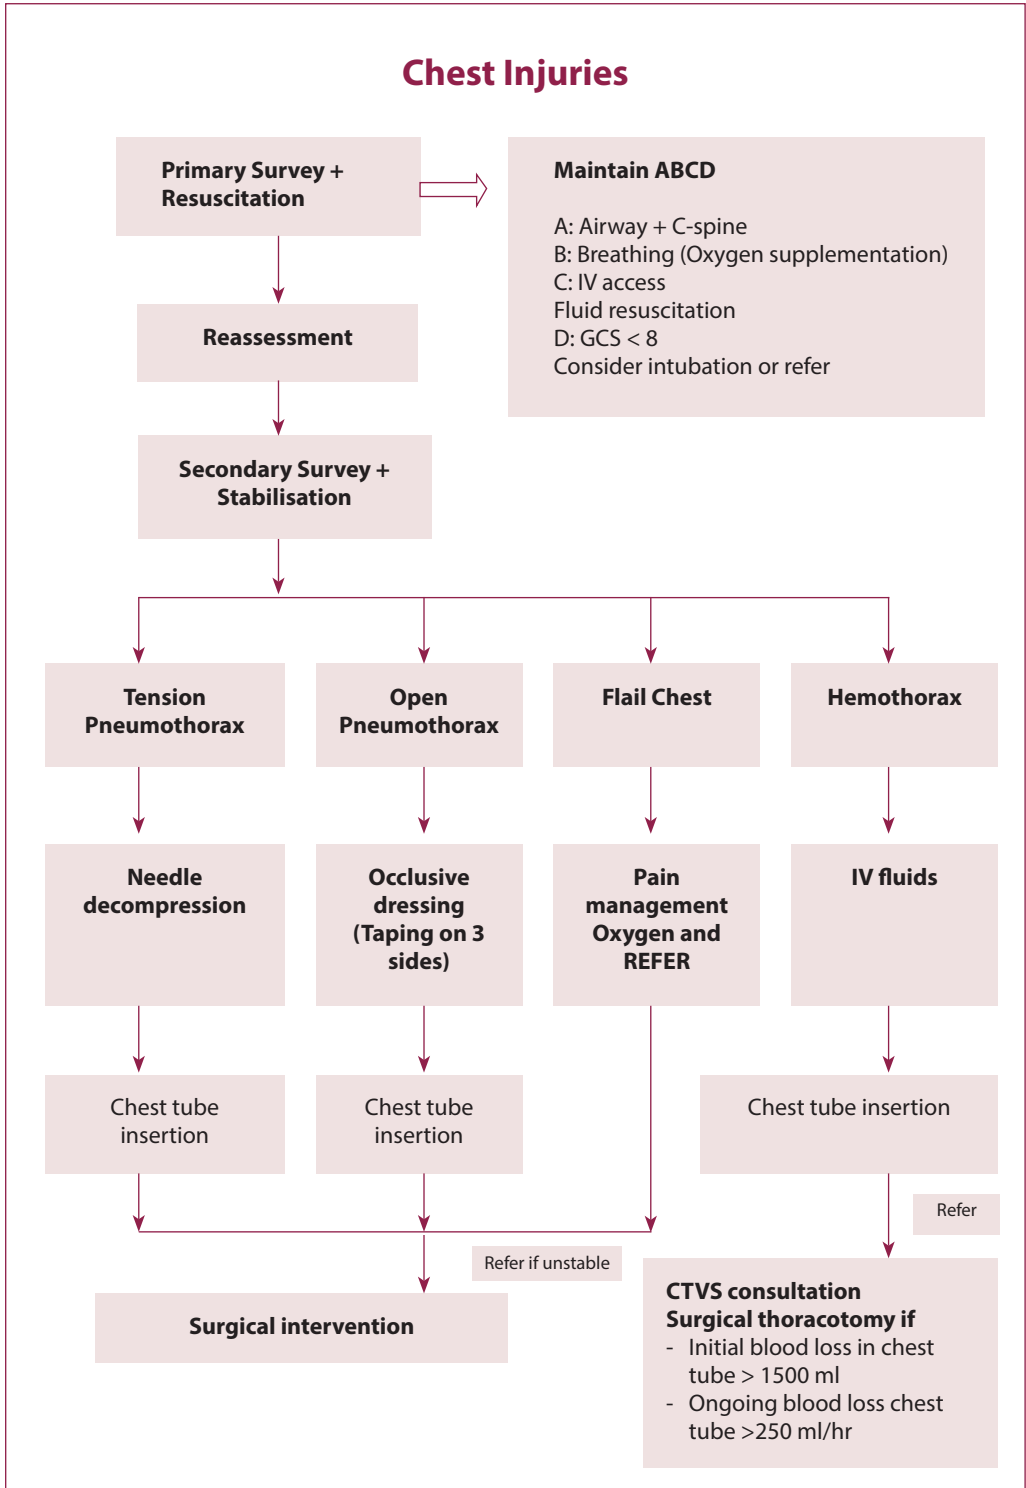 Chest Injuries
Primary Survey +
Resuscitation
Maintain ABCD
A: Airway + C-spine
B: Breathing (Oxygen supplementation)
C: IV access
Fluid resuscitation
D: GCS < 8
Consider intubation or refer
Reassessment
Secondary Survey +
Stabilisation
Tension
Pneumothorax
Open
Pneumothorax
Flail Chest
Hemothorax
Needle
decompression
Occlusive
dressing
(Taping on 3
sides)
Pain
management
Oxygen and
REFER
IV fluids
Chest tube
insertion
Chest tube
insertion
Chest tube insertion
Refer
Refer if unstable
Surgical intervention
CTVS consultation
Surgical thoracotomy if
- Initial blood loss in chest
tube > 1500 ml
- Ongoing blood loss chest
tube >250 ml/hr